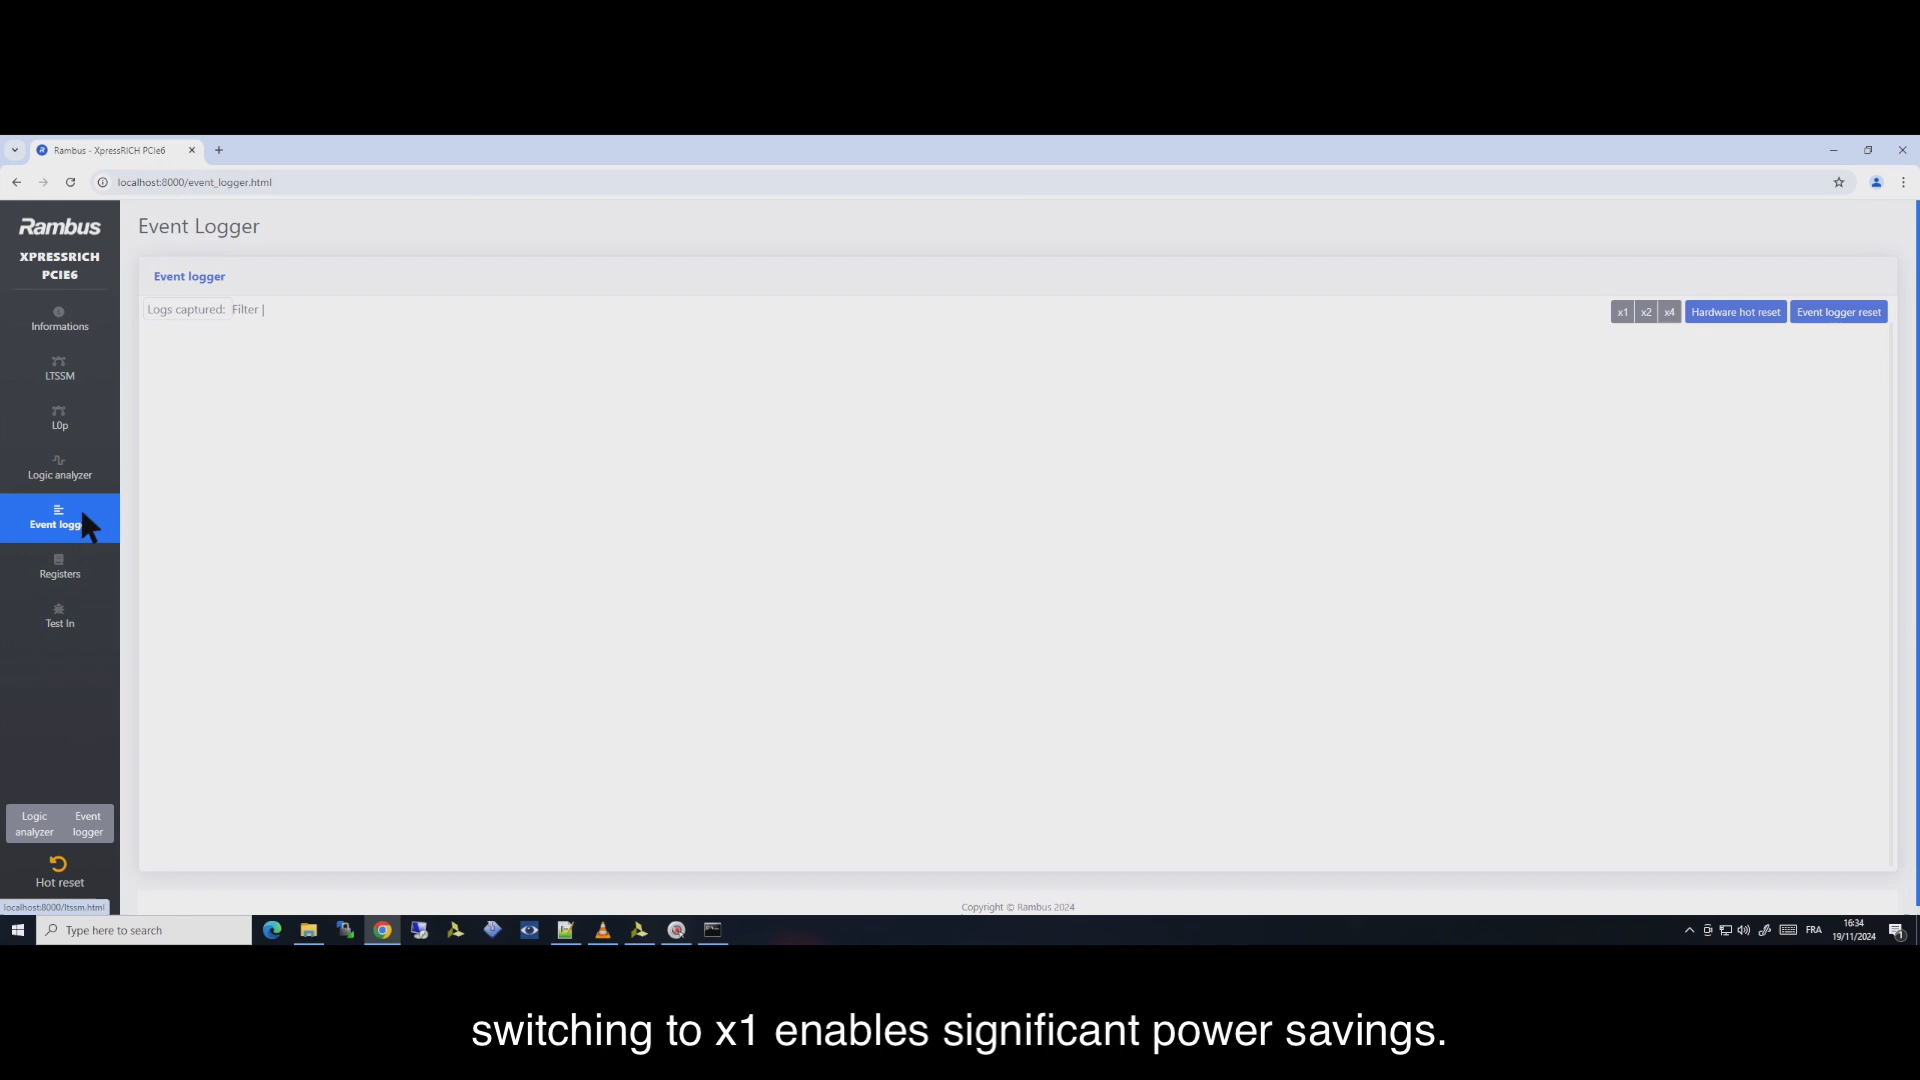 Rambus - XpressRICH PCIe6
localhost:8000/event_logger.html
Rambus
XPRESSRICH
PCIE6
Informations
LTSSM
L0p
Logic analyzer
Event logg
Registers
Test In
Logic analyzer
Event logger
Hot reset
localhost:8000/ltssm.html
Event Logger
Event logger
Logs captured: Filter |
x1 x2 x4 Hardware hot reset Event logger reset
Copyright © Rambus 2024
Type here to search
FRA
16:34
19/11/2024
1
switching to x1 enables significant power savings.